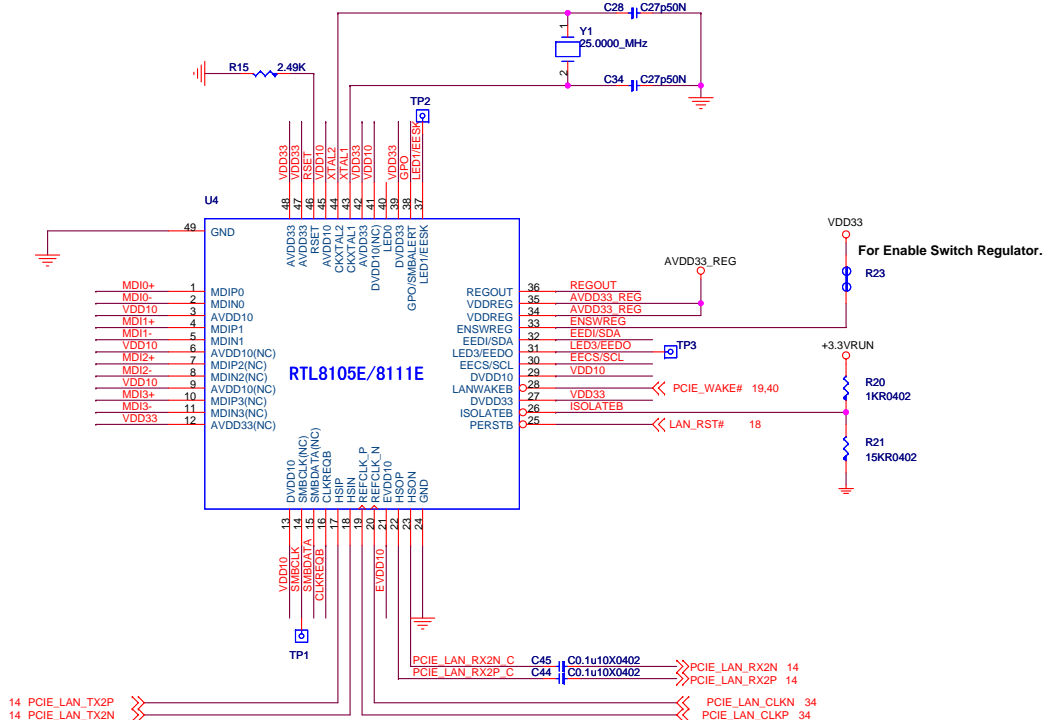 C28 C27p50N
1
Y1
25.0000_MHz
2
R15 2.49K
C34 C27p50N
TP2
VDD33
VDD33
RSET
VDD10
XTAL2
XTAL1
VDD33
VDD10
VDD33
GPO
LED1/EESK
48
47
46
45
44
43
42
41
40
39
38
37
U4
AVDD33
AVDD33
RSET
AVDD10
CKXTAL2
CKXTAL1
AVDD33
DVDD10(NC)
LED0
DVDD33
GPO/SMBALERT
LED1/EESK
49 GND
MDI0+ 1 MDIP0
MDI0- 2 MDIN0
VDD10 3 AVDD10
MDI1+ 4 MDIP1
MDI1- 5 MDIN1
VDD10 6 AVDD10(NC)
MDI2+ 7 MDIP2(NC)
MDI2- 8 MDIN2(NC)
VDD10 9 AVDD10(NC)
MDI3+ 10 MDIP3(NC)
MDI3- 11 MDIN3(NC)
VDD33 12 AVDD33(NC)
RTL8105E/8111E
REGOUT 36 REGOUT
VDDREG 35 AVDD33_REG
VDDREG 34 AVDD33_REG
ENSWREG 33 ENSWREG
EEDI/SDA 32 EEDI/SDA
LED3/EEDO 31 LED3/EEDO
TP3
EECS/SCL 30 EECS/SCL
DVDD10 29 VDD10
LANWAKEB 28 PCIE_WAKE# 19,40
DVDD33 27 VDD33
ISOLATEB 26 ISOLATEB
PERSTB 25 LAN_RST# 18
AVDD33_REG
VDD33
For Enable Switch Regulator.
R23
+3.3VRUN
R20
1KR0402
R21
15KR0402
DVDD10
SMBCLK(NC)
SMBDATA(NC)
CLKREQB
HSIP
HSIN
REFCLK_P
REFCLK_N
EVDD10
HSOP
HSON
GND
13
14
15
16
17
18
19
20
21
22
23
24
VDD10
SMBCLK
SMBDATA
CLKREQB
EVDD10
TP1
PCIE_LAN_RX2N_C C45 C0.1u10X0402 PCIE_LAN_RX2N 14
PCIE_LAN_RX2P_C C44 C0.1u10X0402 PCIE_LAN_RX2P 14
14 PCIE_LAN_TX2P
PCIE_LAN_CLKN 34
14 PCIE_LAN_TX2N
PCIE_LAN_CLKP 34